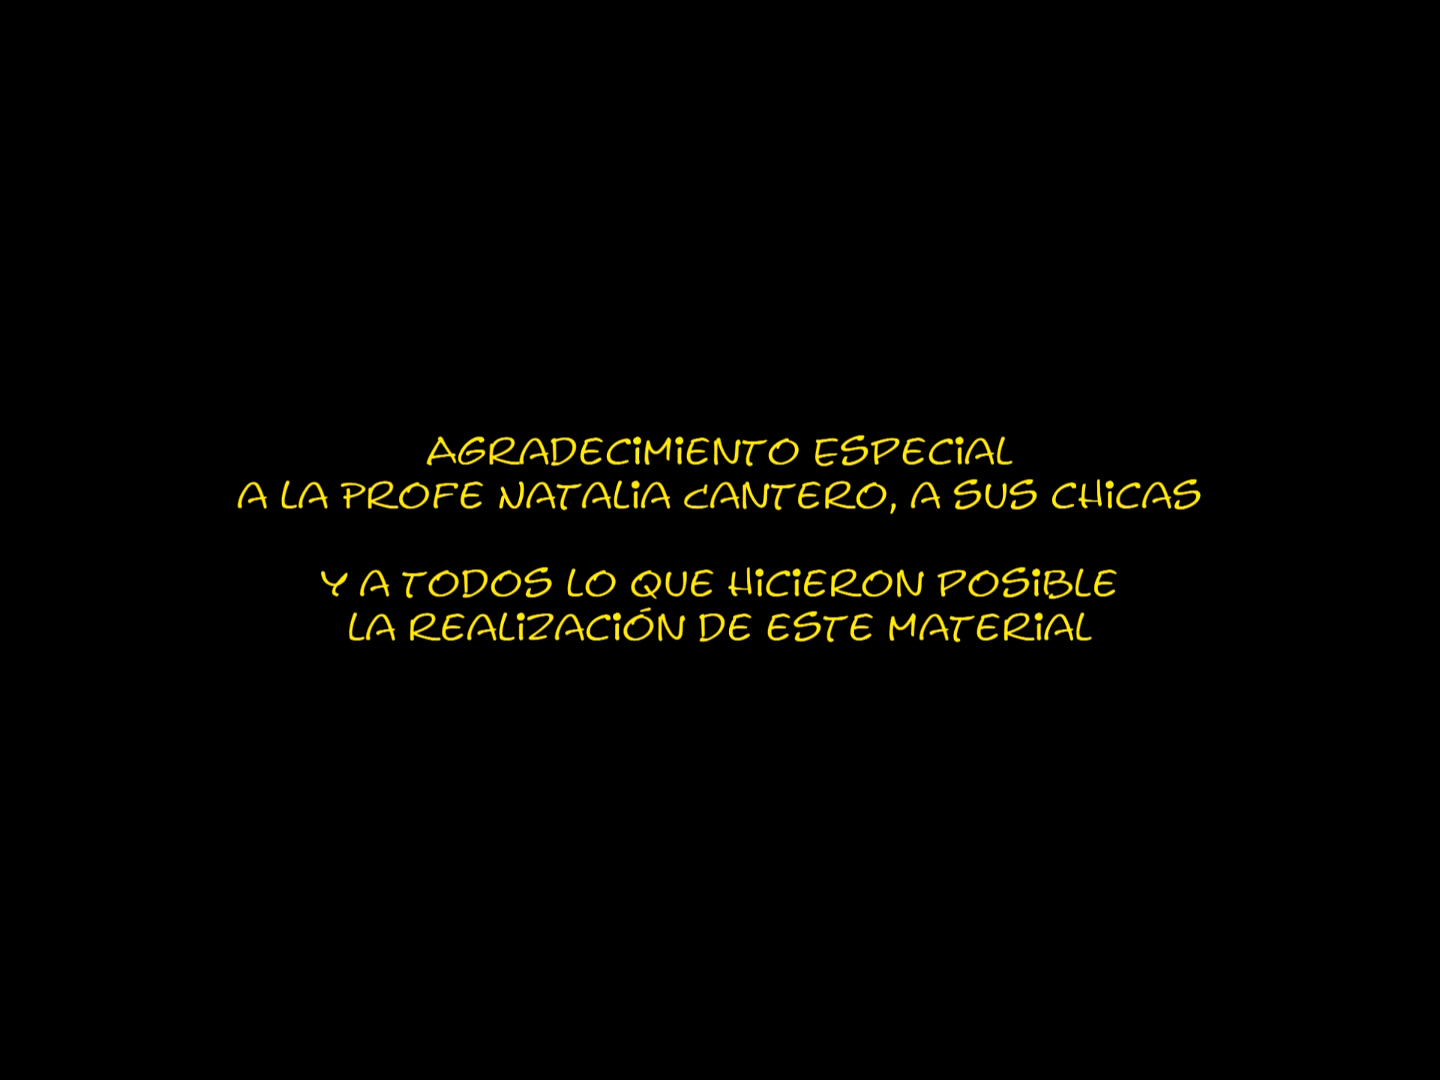 AGRADECiMiENTO ESPECiAL
A LA PROFE NATALiA CANTERO, A SUS CHiCAS
Y A TODOS LO QUE HiCiERON POSiBLE
LA REALiZACiÓN DE ESTE MATERiAL